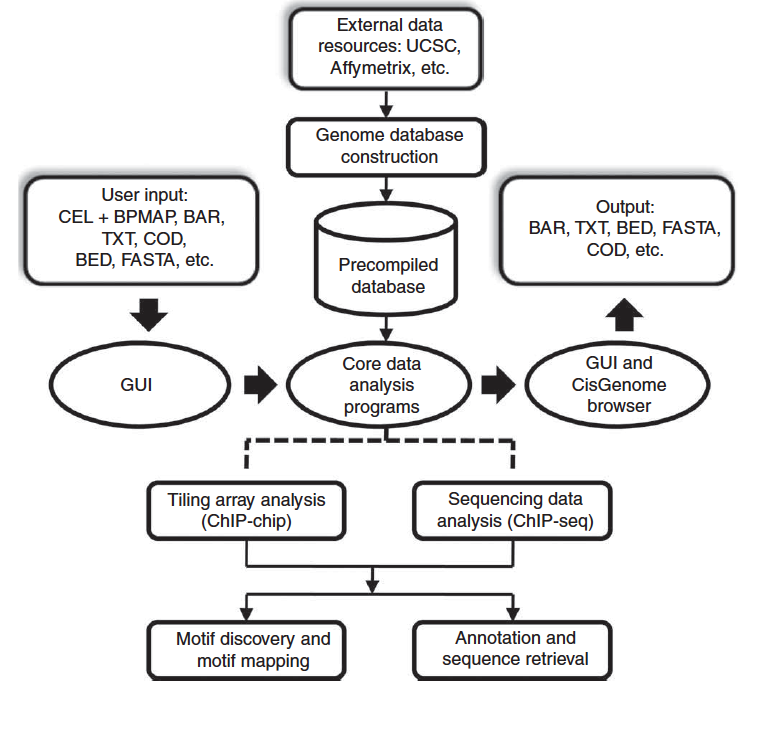 External data
resources: UCSC,
Affymetrix, etc.
Genome database
construction
User input:
CEL + BPMAP, BAR,
TXT, COD,
BED, FASTA, etc.
Precompiled
database
Output:
BAR, TXT, BED, FASTA,
COD, etc.
GUI
Core data
analysis
programs
GUI and
CisGenome
browser
Tiling array analysis
(ChIP-chip)
Sequencing data
analysis (ChIP-seq)
Motif discovery and
motif mapping
Annotation and
sequence retrieval